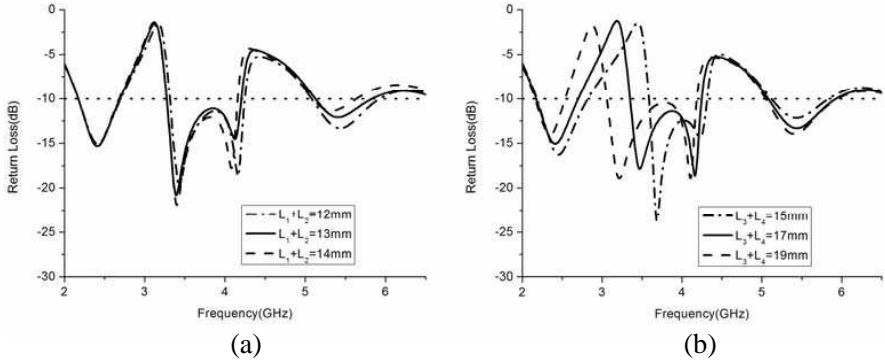 0
-5
-10
-15
-20
-25
-30
Return Loss(dB)
L₁+L₂=12mm
L₁+L₂=13mm
L₁+L₂=14mm
2 3 4 5 6
Frequency(GHz)
(a)
0
-5
-10
-15
-20
-25
-30
Return Loss(dB)
L₃+L₄=15mm
L₃+L₄=17mm
L₃+L₄=19mm
2 3 4 5 6
Frequency(GHz)
(b)